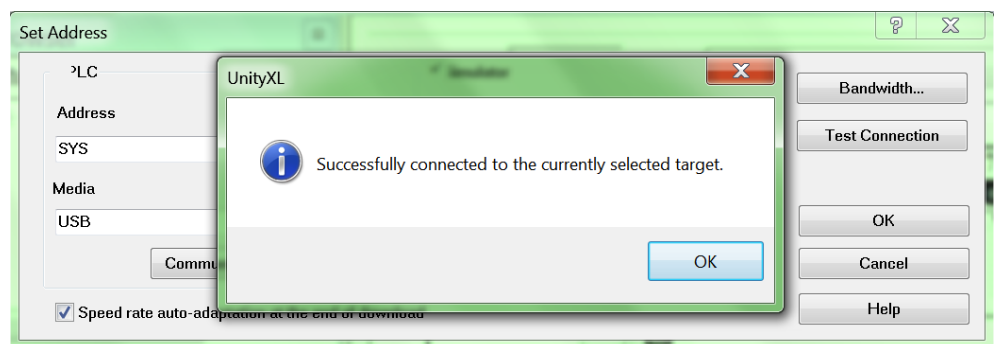 Set Address
PLC
UnityXL
Simulator
Bandwidth...
Address
Test Connection
SYS
Successfully connected to the currently selected target.
Media
USB
OK
OK
Commu
Cancel
Speed rate auto-adaptation at the end of download
Help